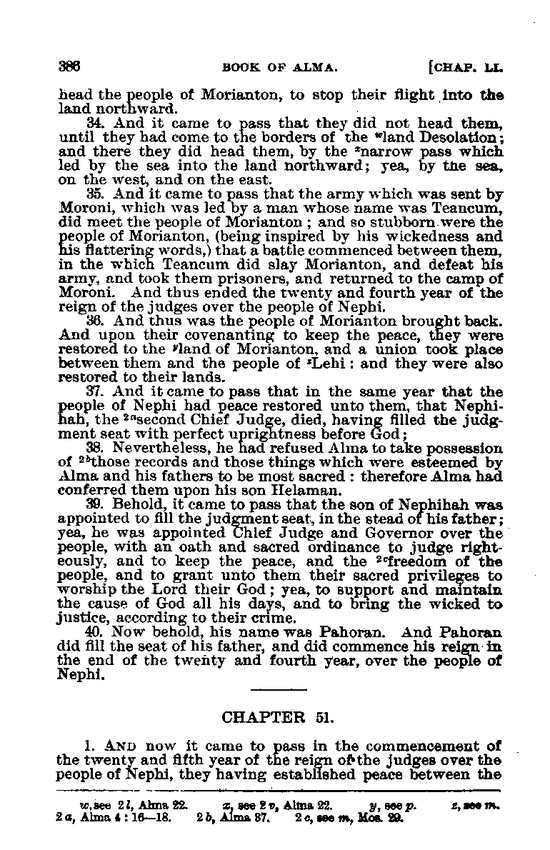 386 BOOK OF ALMA. [CHAP. LI.
head the people of Morianton, to stop their flight into the
land northward.
34. And it came to pass that they did not head them,
until they had come to the borders of the ʷland Desolation;
and there they did head them, by the ˣnarrow pass which
led by the sea into the land northward; yea, by the sea,
on the west, and on the east.
35. And it came to pass that the army which was sent by
Moroni, which was led by a man whose name was Teancum,
did meet the people of Morianton; and so stubborn were the
people of Morianton, (being inspired by his wickedness and
his flattering words,) that a battle commenced between them,
in the which Teancum did slay Morianton, and defeat his
army, and took them prisoners, and returned to the camp of
Moroni. And thus ended the twenty and fourth year of the
reign of the judges over the people of Nephi.
36. And thus was the people of Morianton brought back.
And upon their covenanting to keep the peace, they were
restored to the ʸland of Morianton, and a union took place
between them and the people of ᶻLehi: and they were also
restored to their lands.
37. And it came to pass that in the same year that the
people of Nephi had peace restored unto them, that Nephi-
hah, the ²ᵃsecond Chief Judge, died, having filled the judg-
ment seat with perfect uprightness before God;
38. Nevertheless, he had refused Alma to take possession
of ²ᵇthose records and those things which were esteemed by
Alma and his fathers to be most sacred: therefore Alma had
conferred them upon his son Helaman.
39. Behold, it came to pass that the son of Nephihah was
appointed to fill the judgment seat, in the stead of his father;
yea, he was appointed Chief Judge and Governor over the
people, with an oath and sacred ordinance to judge right-
eously, and to keep the peace, and the ²ᶜfreedom of the
people, and to grant unto them their sacred privileges to
worship the Lord their God; yea, to support and maintain
the cause of God all his days, and to bring the wicked to
justice, according to their crime.
40. Now behold, his name was Pahoran. And Pahoran
did fill the seat of his father, and did commence his reign in
the end of the twenty and fourth year, over the people of
Nephi.
CHAPTER 51.
1. AND now it came to pass in the commencement of
the twenty and fifth year of the reign of the judges over the
people of Nephi, they having established peace between the
w, see 2 l, Alma 22. x, see 2 v, Alma 22. y, see p. z, see m.
2 a, Alma 4 : 16—18. 2 b, Alma 37. 2 c, see m, Mos. 29.